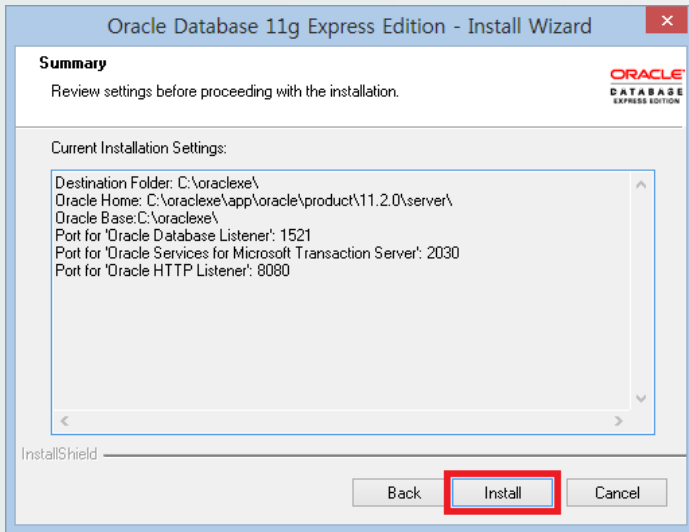 Oracle Database 11g Express Edition - Install Wizard
Summary
Review settings before proceeding with the installation.
ORACLE
DATABASE
EXPRESS EDITION
Current Installation Settings:
Destination Folder: C:\oraclexe\
Oracle Home: C:\oraclexe\app\oracle\product\11.2.0\server\
Oracle Base:C:\oraclexe\
Port for 'Oracle Database Listener': 1521
Port for 'Oracle Services for Microsoft Transaction Server': 2030
Port for 'Oracle HTTP Listener': 8080
InstallShield
Back
Install
Cancel